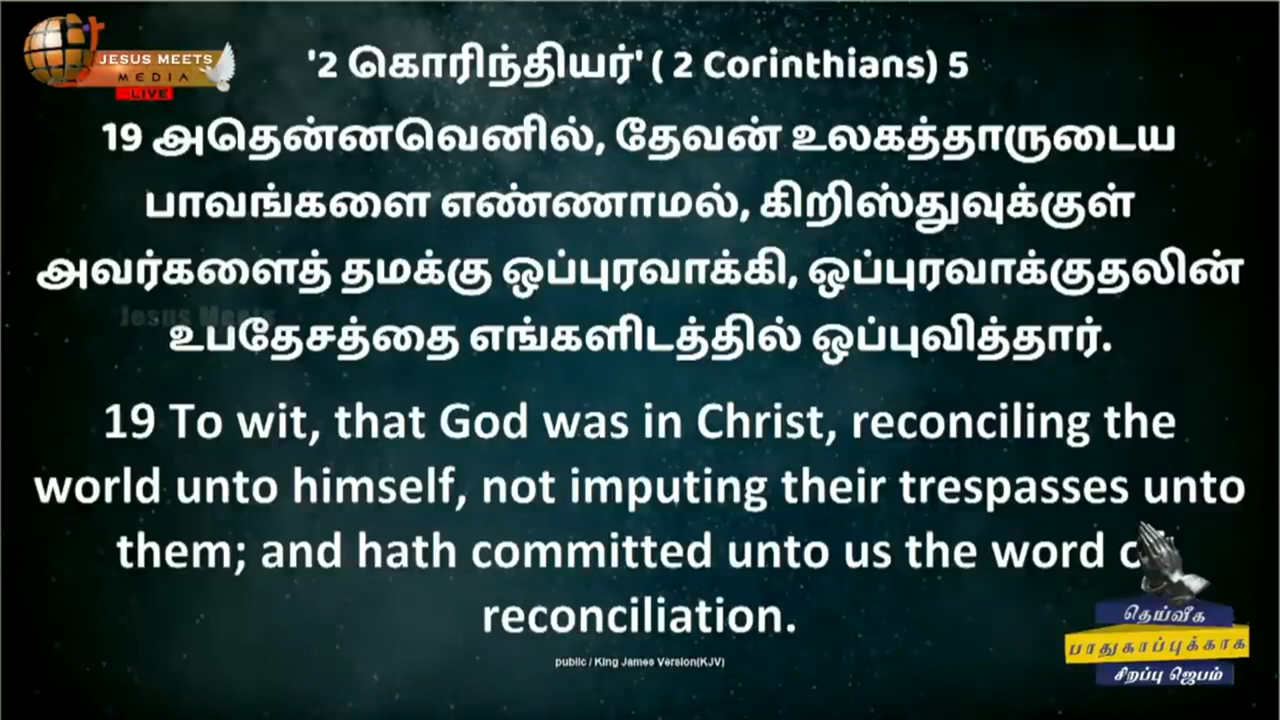 JESUS MEETS
MEDIA
LIVE
'2 கொரிந்தியர்' ( 2 Corinthians) 5
19 அதென்னவெனில், தேவன் உலகத்தாருடைய
பாவங்களை எண்ணாமல், கிறிஸ்துவுக்குள்
அவர்களைத் தமக்கு ஒப்புரவாக்கி, ஒப்புரவாக்குதலின்
Jesus Meets
உபதேசத்தை எங்களிடத்தில் ஒப்புவித்தார்.
19 To wit, that God was in Christ, reconciling the
world unto himself, not imputing their trespasses unto
them; and hath committed unto us the word
reconciliation.
public / King James Version(KJV)
தெய்வீக
பாதுகாப்புக்காக
சிறப்பு ஜெபம்